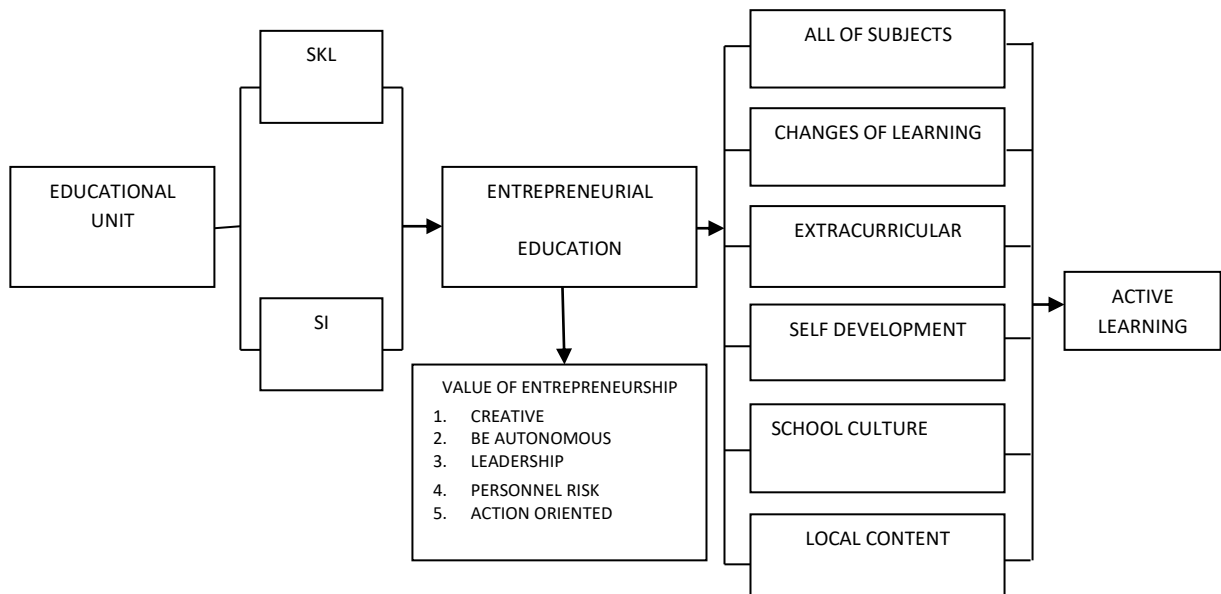 EDUCATIONAL
UNIT
SKL
SI
ENTREPRENEURIAL
EDUCATION
VALUE OF ENTREPRENEURSHIP
1. CREATIVE
2. BE AUTONOMOUS
3. LEADERSHIP
4. PERSONNEL RISK
5. ACTION ORIENTED
ALL OF SUBJECTS
CHANGES OF LEARNING
EXTRACURRICULAR
SELF DEVELOPMENT
SCHOOL CULTURE
LOCAL CONTENT
ACTIVE
LEARNING